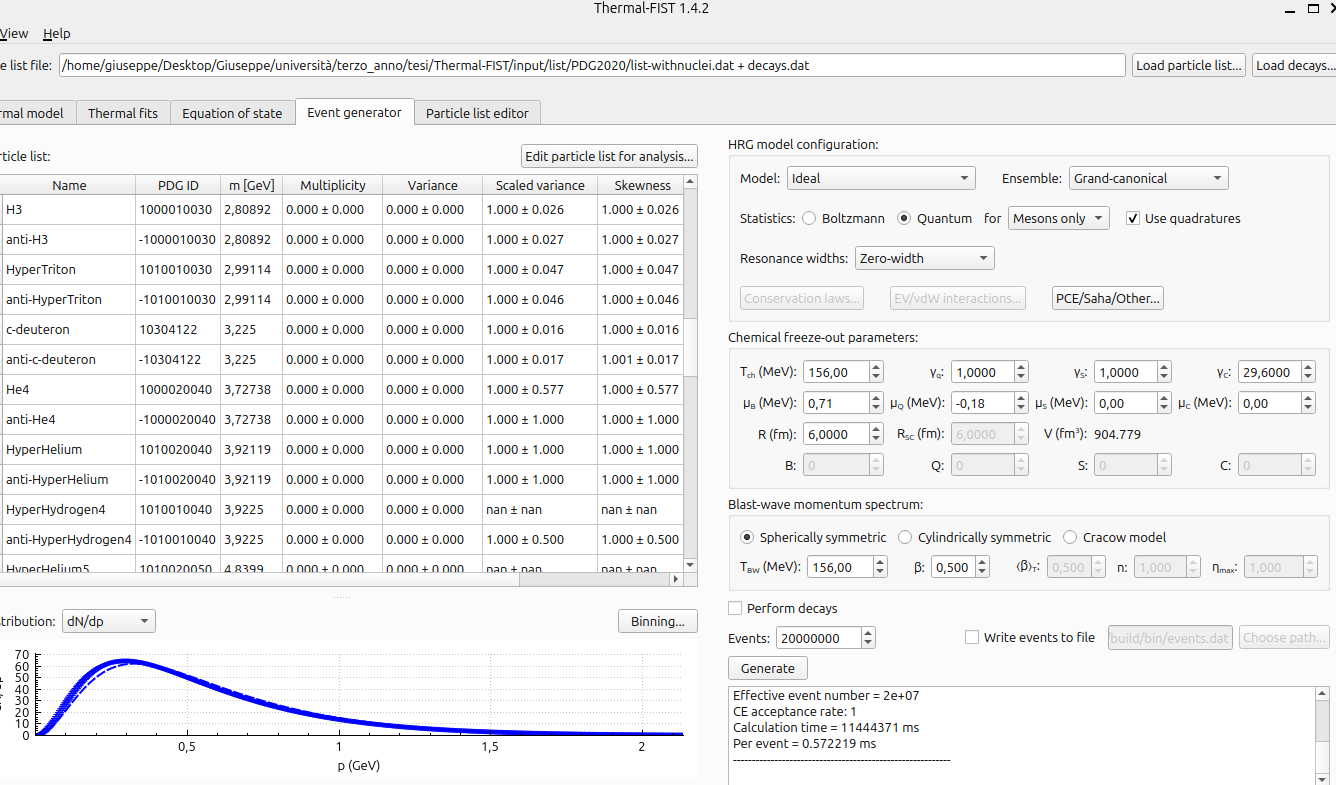 Thermal-FIST 1.4.2
View Help
e list file: /home/giuseppe/Desktop/Giuseppe/università/terzo_anno/tesi/Thermal-FIST/input/list/PDG2020/list-withnuclei.dat + decays.dat Load particle list... Load decays...
rmal model Thermal fits Equation of state Event generator Particle list editor
rticle list: Edit particle list for analysis...
Name PDG ID m [GeV] Multiplicity Variance Scaled variance Skewness
H3 1000010030 2,80892 0.000 ± 0.000 0.000 ± 0.000 1.000 ± 0.026 1.000 ± 0.026
anti-H3 -1000010030 2,80892 0.000 ± 0.000 0.000 ± 0.000 1.000 ± 0.027 1.000 ± 0.027
HyperTriton 1010010030 2,99114 0.000 ± 0.000 0.000 ± 0.000 1.000 ± 0.047 1.000 ± 0.047
anti-HyperTriton -1010010030 2,99114 0.000 ± 0.000 0.000 ± 0.000 1.000 ± 0.046 1.000 ± 0.046
c-deuteron 10304122 3,225 0.000 ± 0.000 0.000 ± 0.000 1.000 ± 0.016 1.000 ± 0.016
anti-c-deuteron -10304122 3,225 0.000 ± 0.000 0.000 ± 0.000 1.000 ± 0.017 1.001 ± 0.017
He4 1000020040 3,72738 0.000 ± 0.000 0.000 ± 0.000 1.000 ± 0.577 1.000 ± 0.577
anti-He4 -1000020040 3,72738 0.000 ± 0.000 0.000 ± 0.000 1.000 ± 1.000 1.000 ± 1.000
HyperHelium 1010020040 3,92119 0.000 ± 0.000 0.000 ± 0.000 1.000 ± 1.000 1.000 ± 1.000
anti-HyperHelium -1010020040 3,92119 0.000 ± 0.000 0.000 ± 0.000 1.000 ± 1.000 1.000 ± 1.000
HyperHydrogen4 1010010040 3,9225 0.000 ± 0.000 0.000 ± 0.000 nan ± nan nan ± nan
anti-HyperHydrogen4 -1010010040 3,9225 0.000 ± 0.000 0.000 ± 0.000 1.000 ± 0.500 1.000 ± 0.500
HyperHelium5 1010020050 4,8399 0.000 ± 0.000 0.000 ± 0.000 nan ± nan nan ± nan
tribution: dN/dp Binning...
70
60
50
40
30
20
10
0
0,5 1 1,5 2
p (GeV)
HRG model configuration:
Model: Ideal Ensemble: Grand-canonical
Statistics: Boltzmann Quantum for Mesons only Use quadratures
Resonance widths: Zero-width
Conservation laws... EV/vdW interactions... PCE/Saha/Other...
Chemical freeze-out parameters:
Tch (MeV): 156,00 γq: 1,0000 γS: 1,0000 γC: 29,6000
μB (MeV): 0,71 μQ (MeV): -0,18 μS (MeV): 0,00 μC (MeV): 0,00
R (fm): 6,0000 RSC (fm): 6,0000 V (fm³): 904.779
B: 0 Q: 0 S: 0 C: 0
Blast-wave momentum spectrum:
Spherically symmetric Cylindrically symmetric Cracow model
TBW (MeV): 156,00 β: 0,500 ⟨β⟩T: 0,500 n: 1,000 ηmax: 1,000
Perform decays
Events: 20000000 Write events to file build/bin/events.dat Choose path...
Generate
Effective event number = 2e+07
CE acceptance rate: 1
Calculation time = 11444371 ms
Per event = 0.572219 ms
----------------------------------------------------------